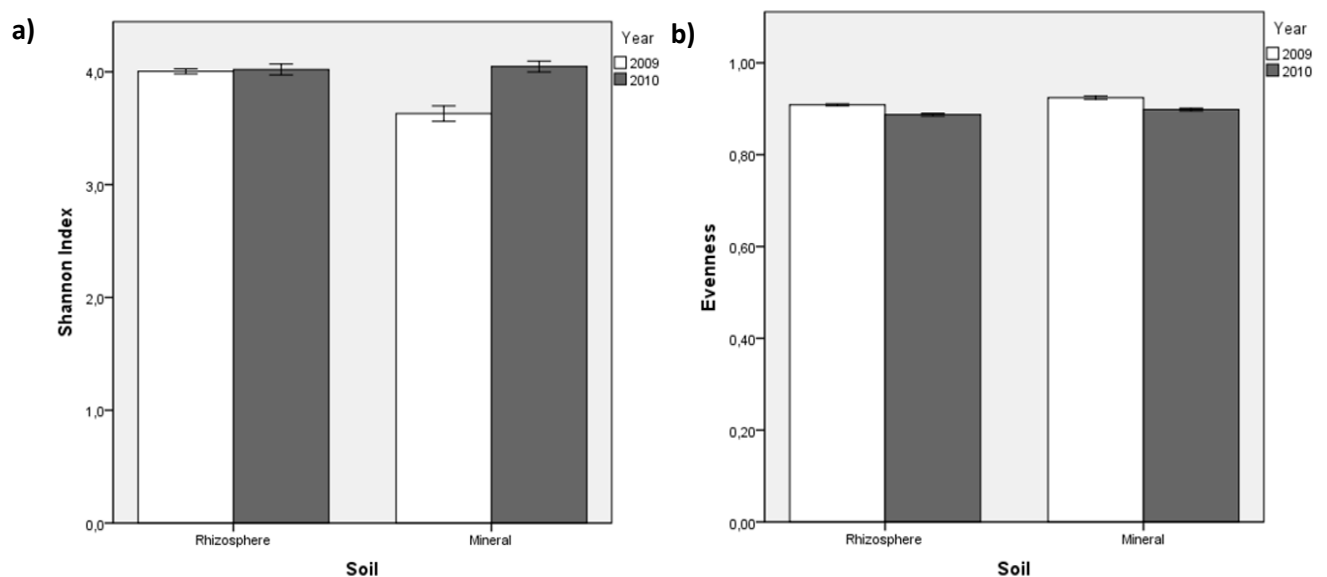 a)
Year
2009
2010
4,0
3,0
2,0
1,0
0,0
Shannon Index
Rhizosphere Mineral
Soil
b)
Year
2009
2010
1,00
0,80
0,60
0,40
0,20
0,00
Evenness
Rhizosphere Mineral
Soil